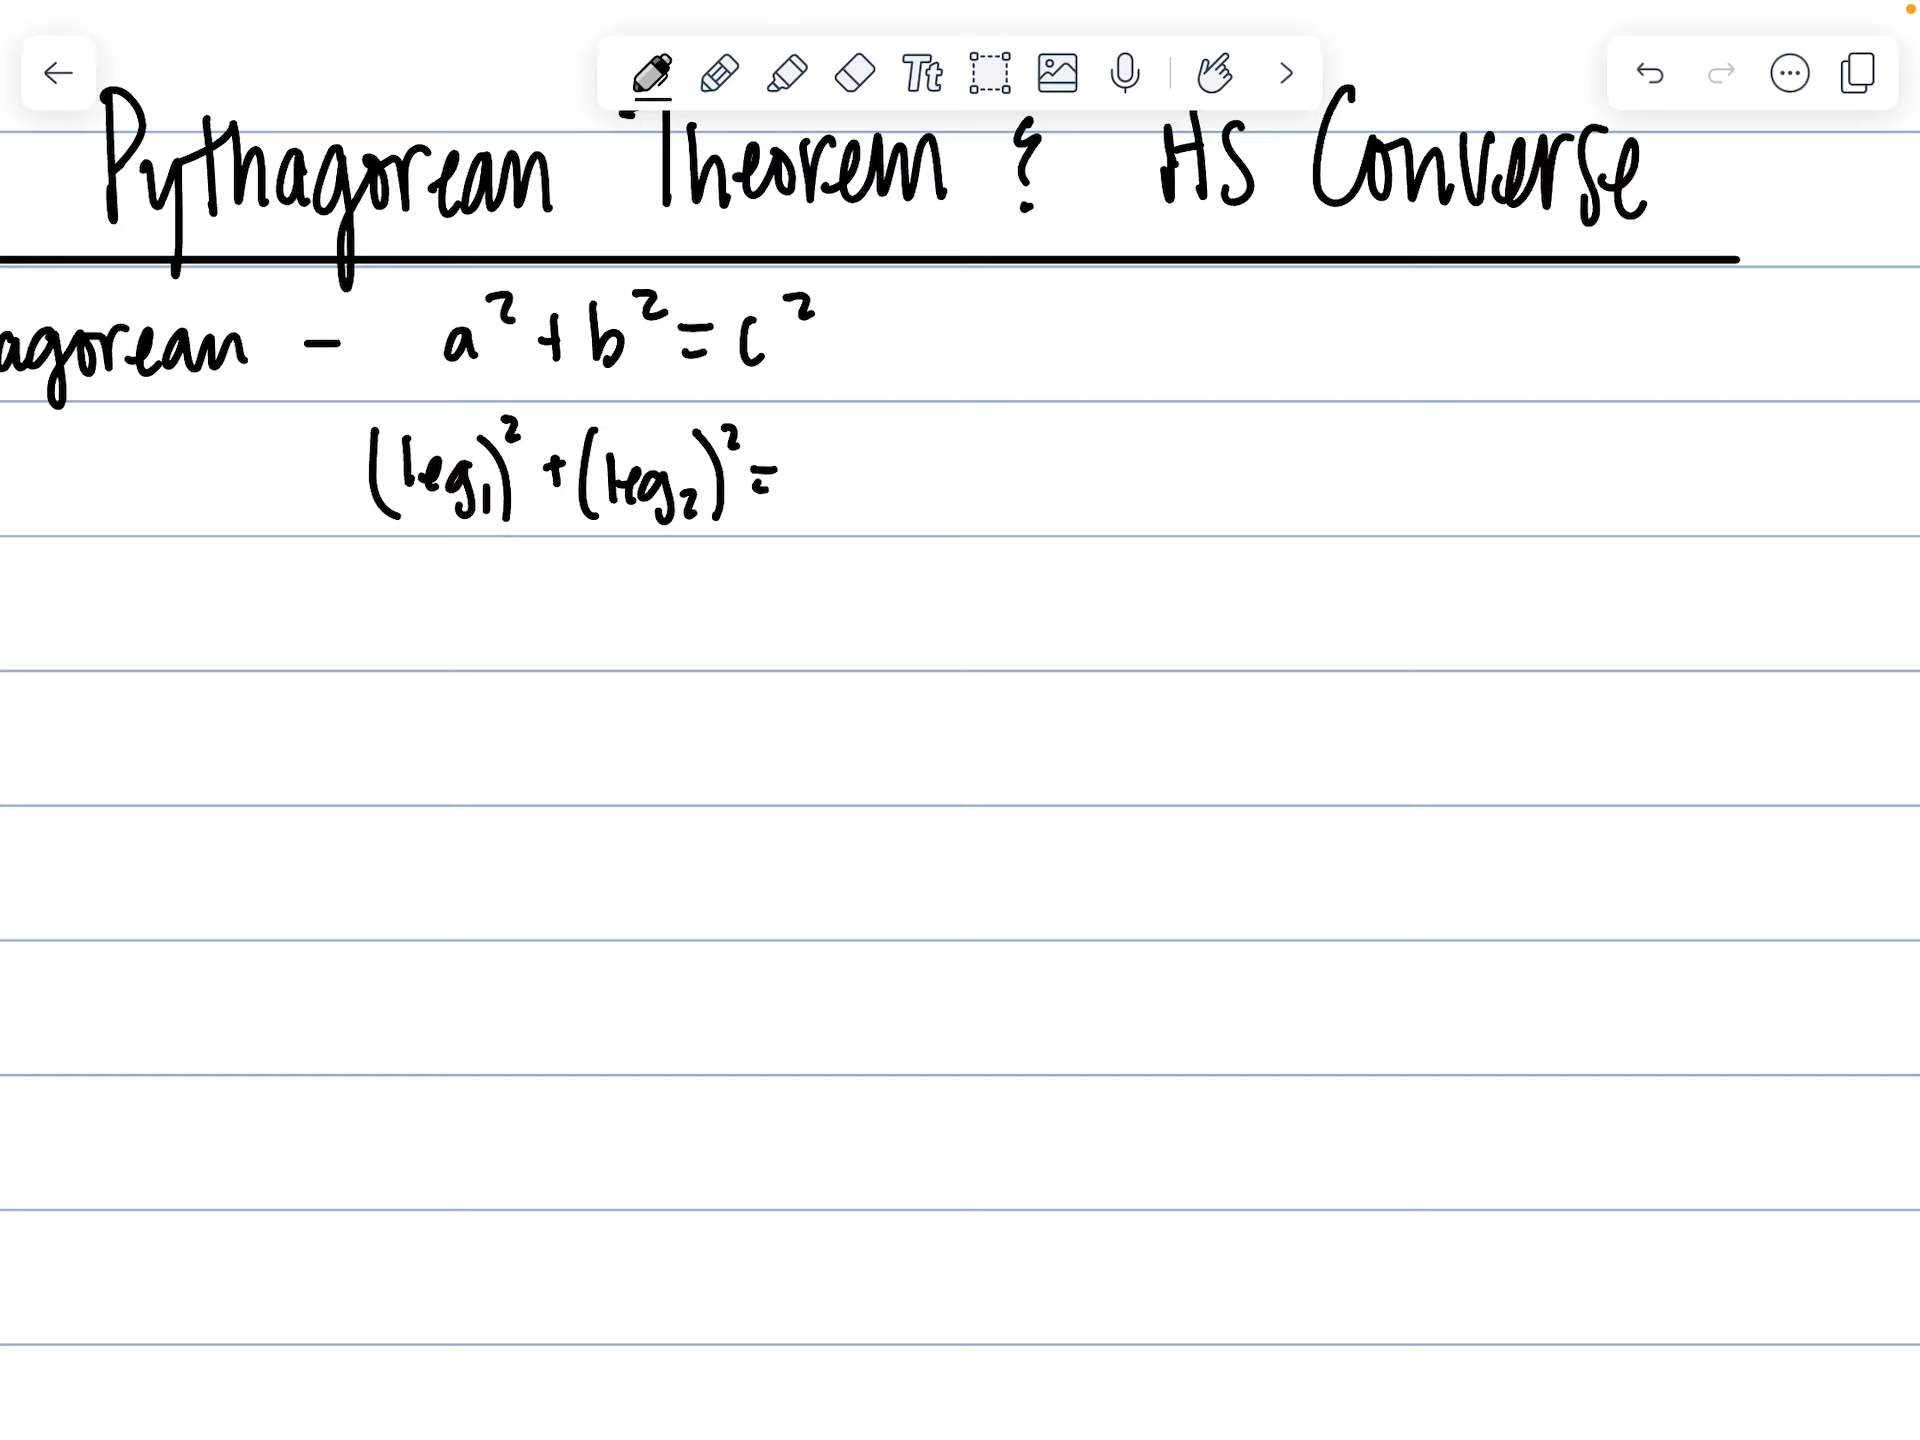 Pythagorean Theorem & Its Converse
agorean - a² + b² = c²
(leg₁)² + (leg₂)² =